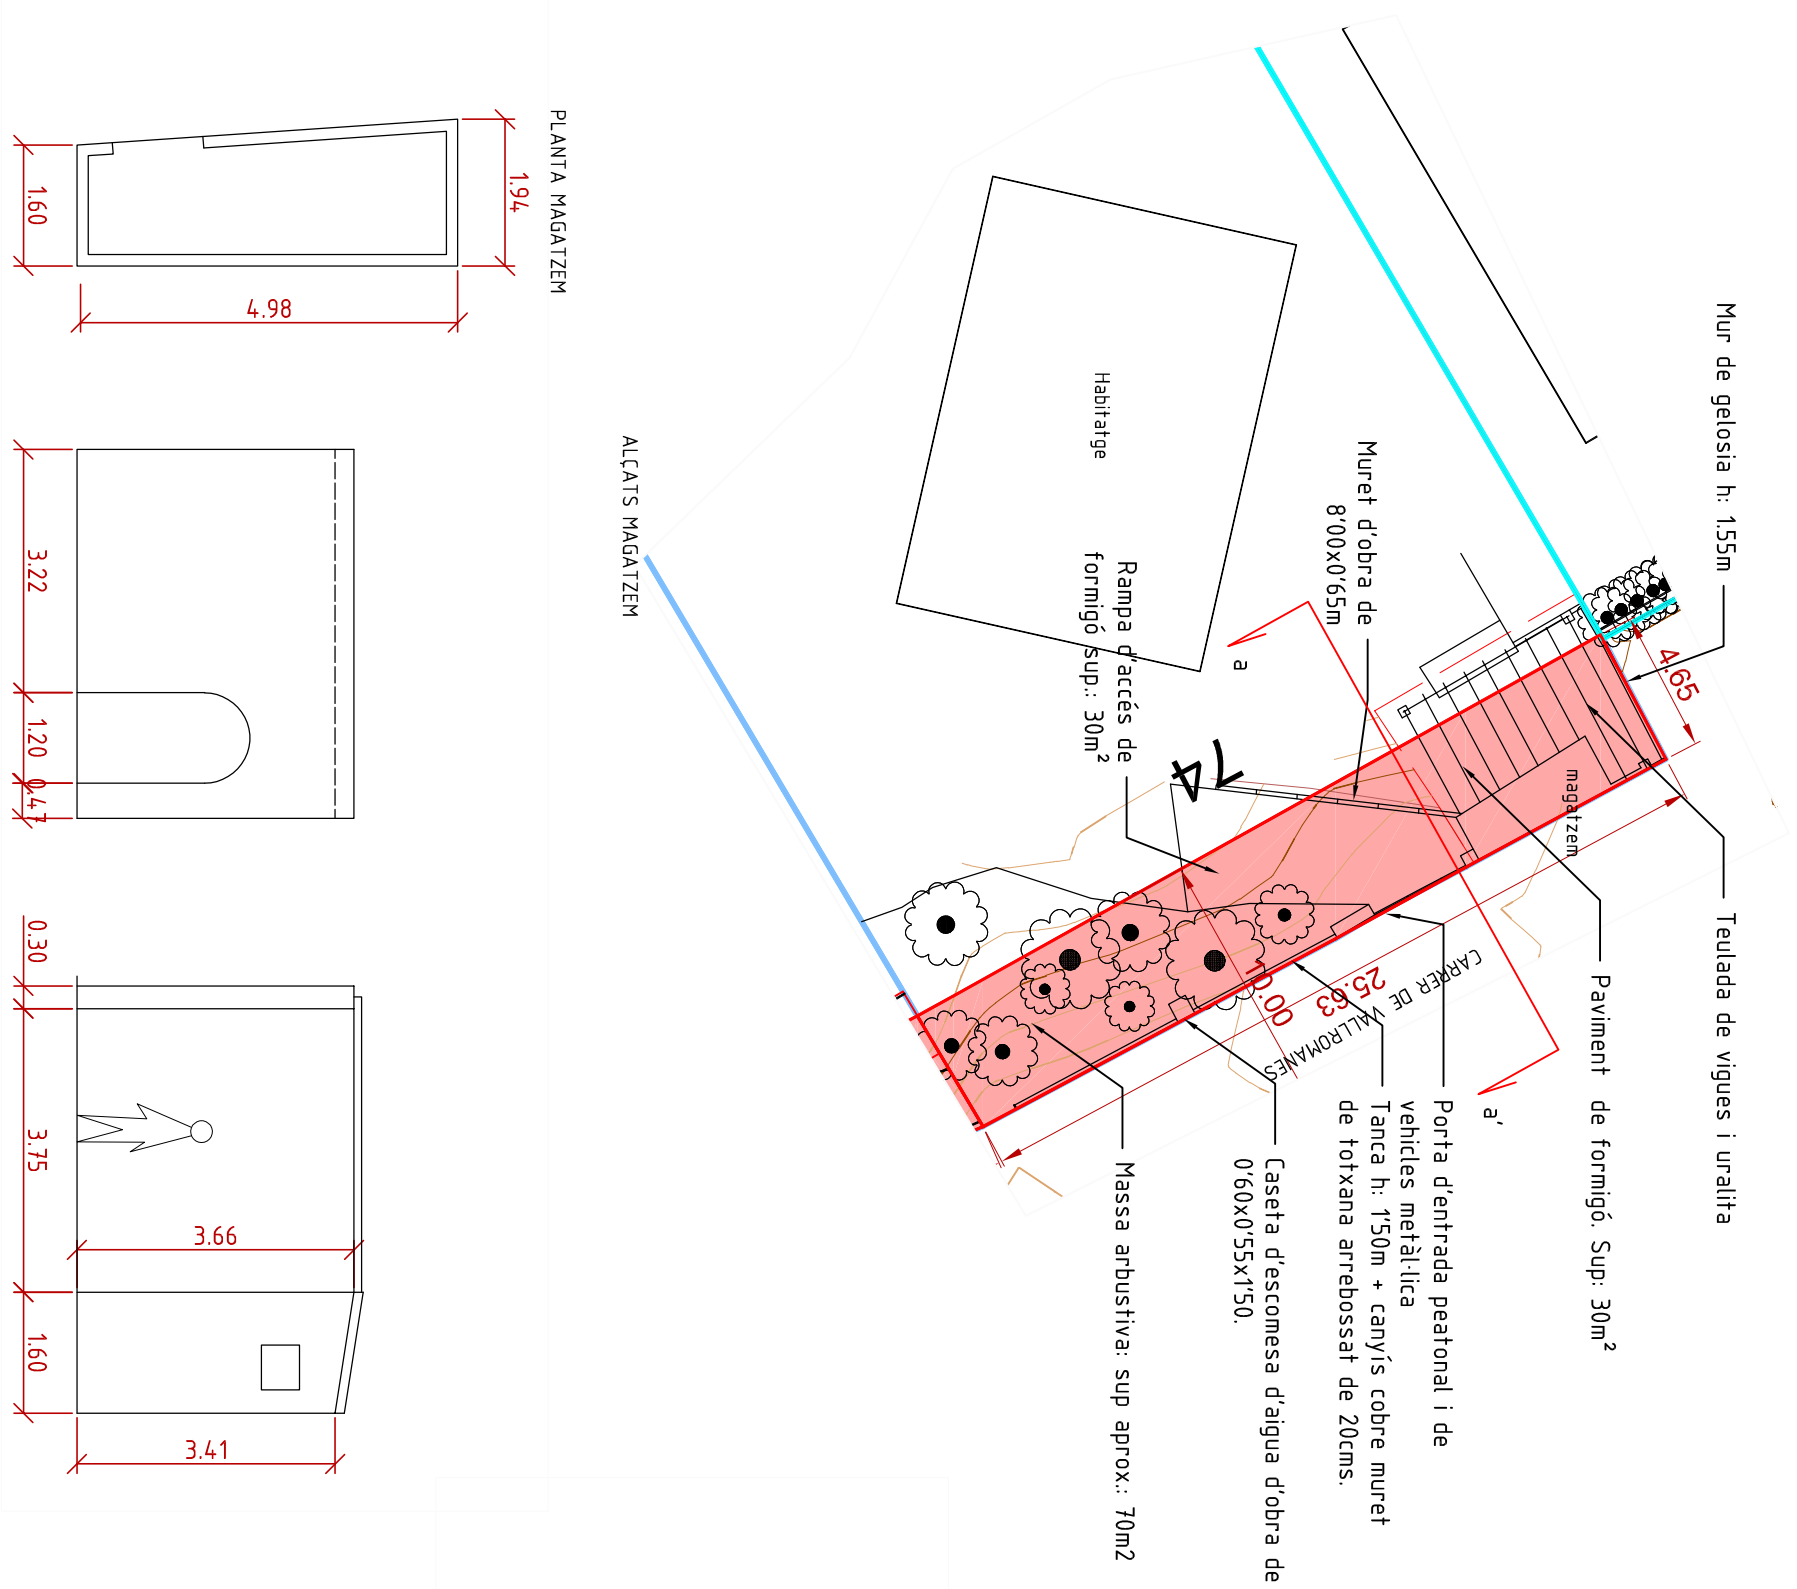 Mur de gelosia h: 1.55m
Teulada de vigues i uralita
Paviment de formigó. Sup: 30m²
magatzem
4.65
a
a'
Muret d'obra de
8'00x0'65m
Porta d'entrada peatonal i de
vehicles metàl·lica
Tanca h: 1'50m + canyís cobre muret
de totxana arrebossat de 20cms.
CARRER DE VALLROMANES
25.63
10.00
Caseta d'escomesa d'aigua d'obra de
0'60x0'55x1'50.
74
Rampa d'accés de
formigó sup.: 30m²
Massa arbustiva: sup aprox.: 70m2
Habitatge
ALÇATS MAGATZEM
PLANTA MAGATZEM
1.94
4.98
1.60
3.22
1.20
0.47
0.30
3.75
3.66
1.60
3.41